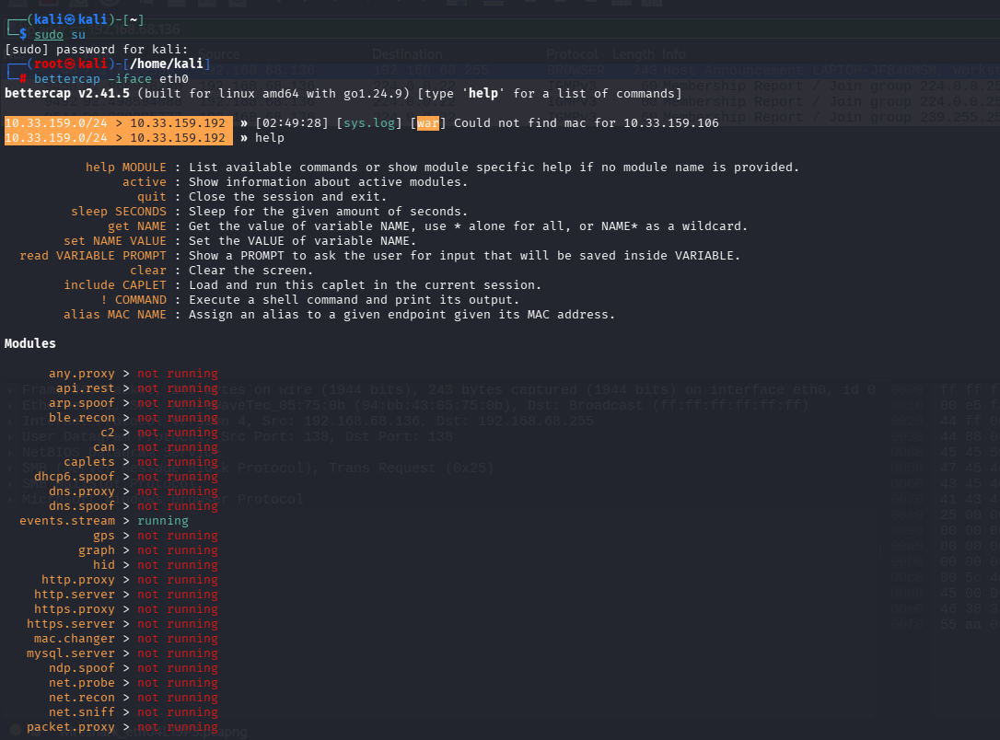 ┌──(kali㉿kali)-[~]
└─$ sudo su
[sudo] password for kali:
┌──(root㉿kali)-[/home/kali]
└─# bettercap -iface eth0
bettercap v2.41.5 (built for linux amd64 with go1.24.9) [type 'help' for a list of commands]
10.33.159.0/24 > 10.33.159.192 » [02:49:28] [sys.log] [war] Could not find mac for 10.33.159.106
10.33.159.0/24 > 10.33.159.192 » help
help MODULE : List available commands or show module specific help if no module name is provided.
active : Show information about active modules.
quit : Close the session and exit.
sleep SECONDS : Sleep for the given amount of seconds.
get NAME : Get the value of variable NAME, use * alone for all, or NAME* as a wildcard.
set NAME VALUE : Set the VALUE of variable NAME.
read VARIABLE PROMPT : Show a PROMPT to ask the user for input that will be saved inside VARIABLE.
clear : Clear the screen.
include CAPLET : Load and run this caplet in the current session.
! COMMAND : Execute a shell command and print its output.
alias MAC NAME : Assign an alias to a given endpoint given its MAC address.
Modules
any.proxy > not running
api.rest > not running
arp.spoof > not running
ble.recon > not running
c2 > not running
can > not running
caplets > not running
dhcp6.spoof > not running
dns.proxy > not running
dns.spoof > not running
events.stream > running
gps > not running
graph > not running
hid > not running
http.proxy > not running
http.server > not running
https.proxy > not running
https.server > not running
mac.changer > not running
mysql.server > not running
ndp.spoof > not running
net.probe > not running
net.recon > not running
net.sniff > not running
packet.proxy > not running